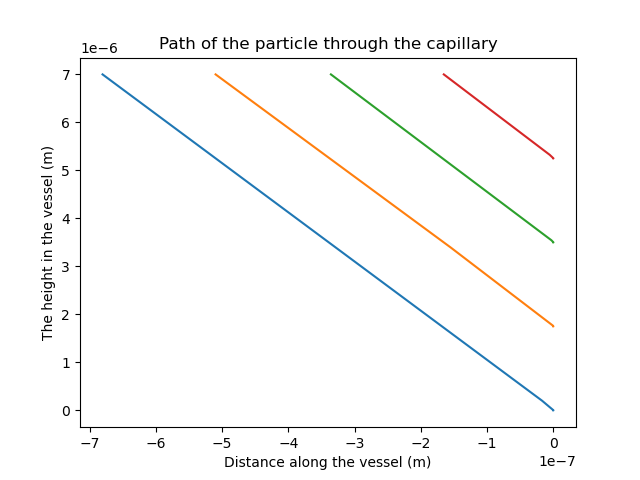 Path of the particle through the capillary
1e−6
7
6
5
4
3
2
1
0
The height in the vessel (m)
−7 −6 −5 −4 −3 −2 −1 0
1e−7
Distance along the vessel (m)